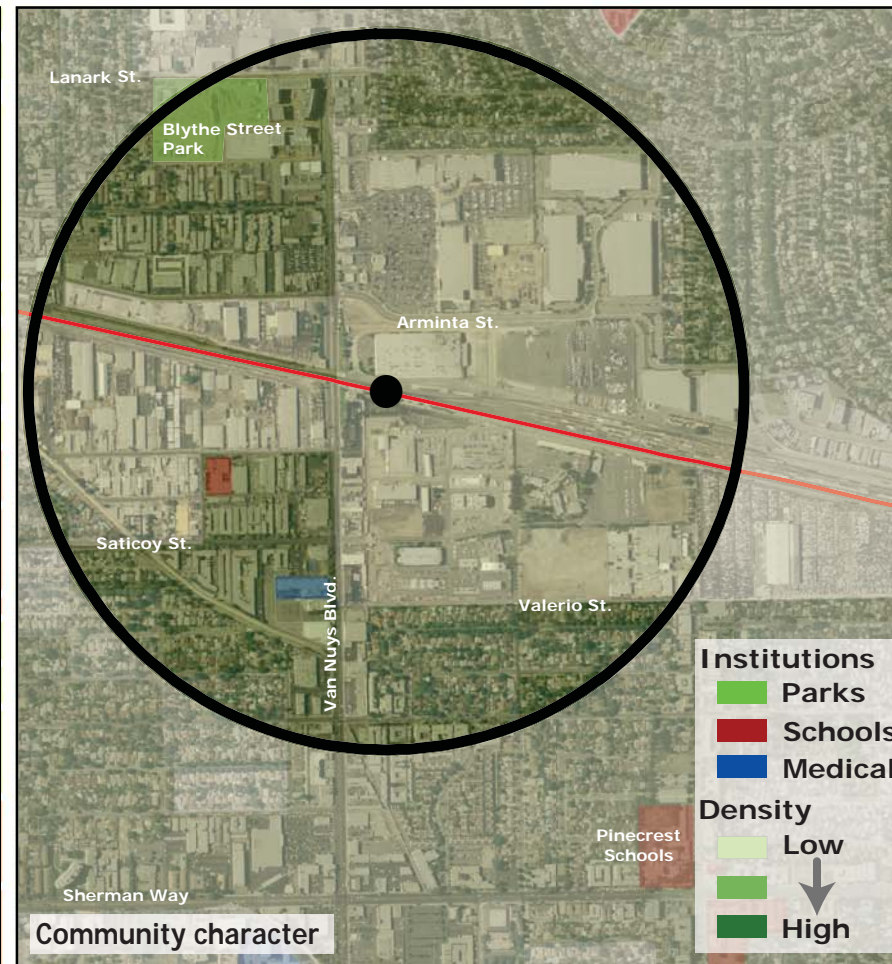 Lanark St.
Blythe Street
Park
Arminta St.
Saticoy St.
Van Nuys Blvd.
Valerio St.
Institutions
Parks
Schools
Medical
Density
Low
High
Pinecrest
Schools
Sherman Way
Community character